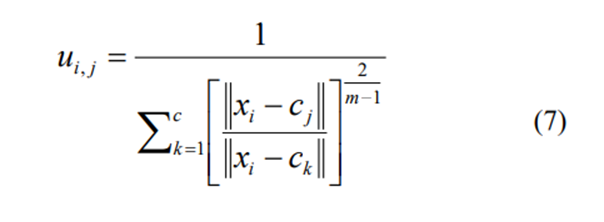 u_{i,j} = \frac{1}{\sum_{k=1}^{c} \left[ \frac{\|x_i - c_j\|}{\|x_i - c_k\|} \right]^{\frac{2}{m-1}}} (7)